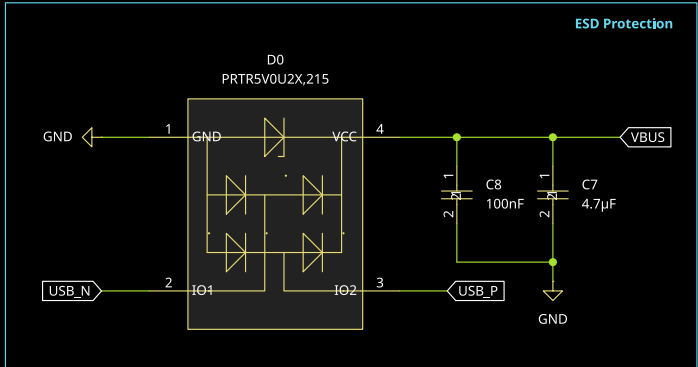 ESD Protection
D0
PRTR5V0U2X,215
GND
1
GND
VCC
4
VBUS
1
C8
100nF
2
1
C7
4.7µF
2
USB_N
2
IO1
IO2
3
USB_P
GND